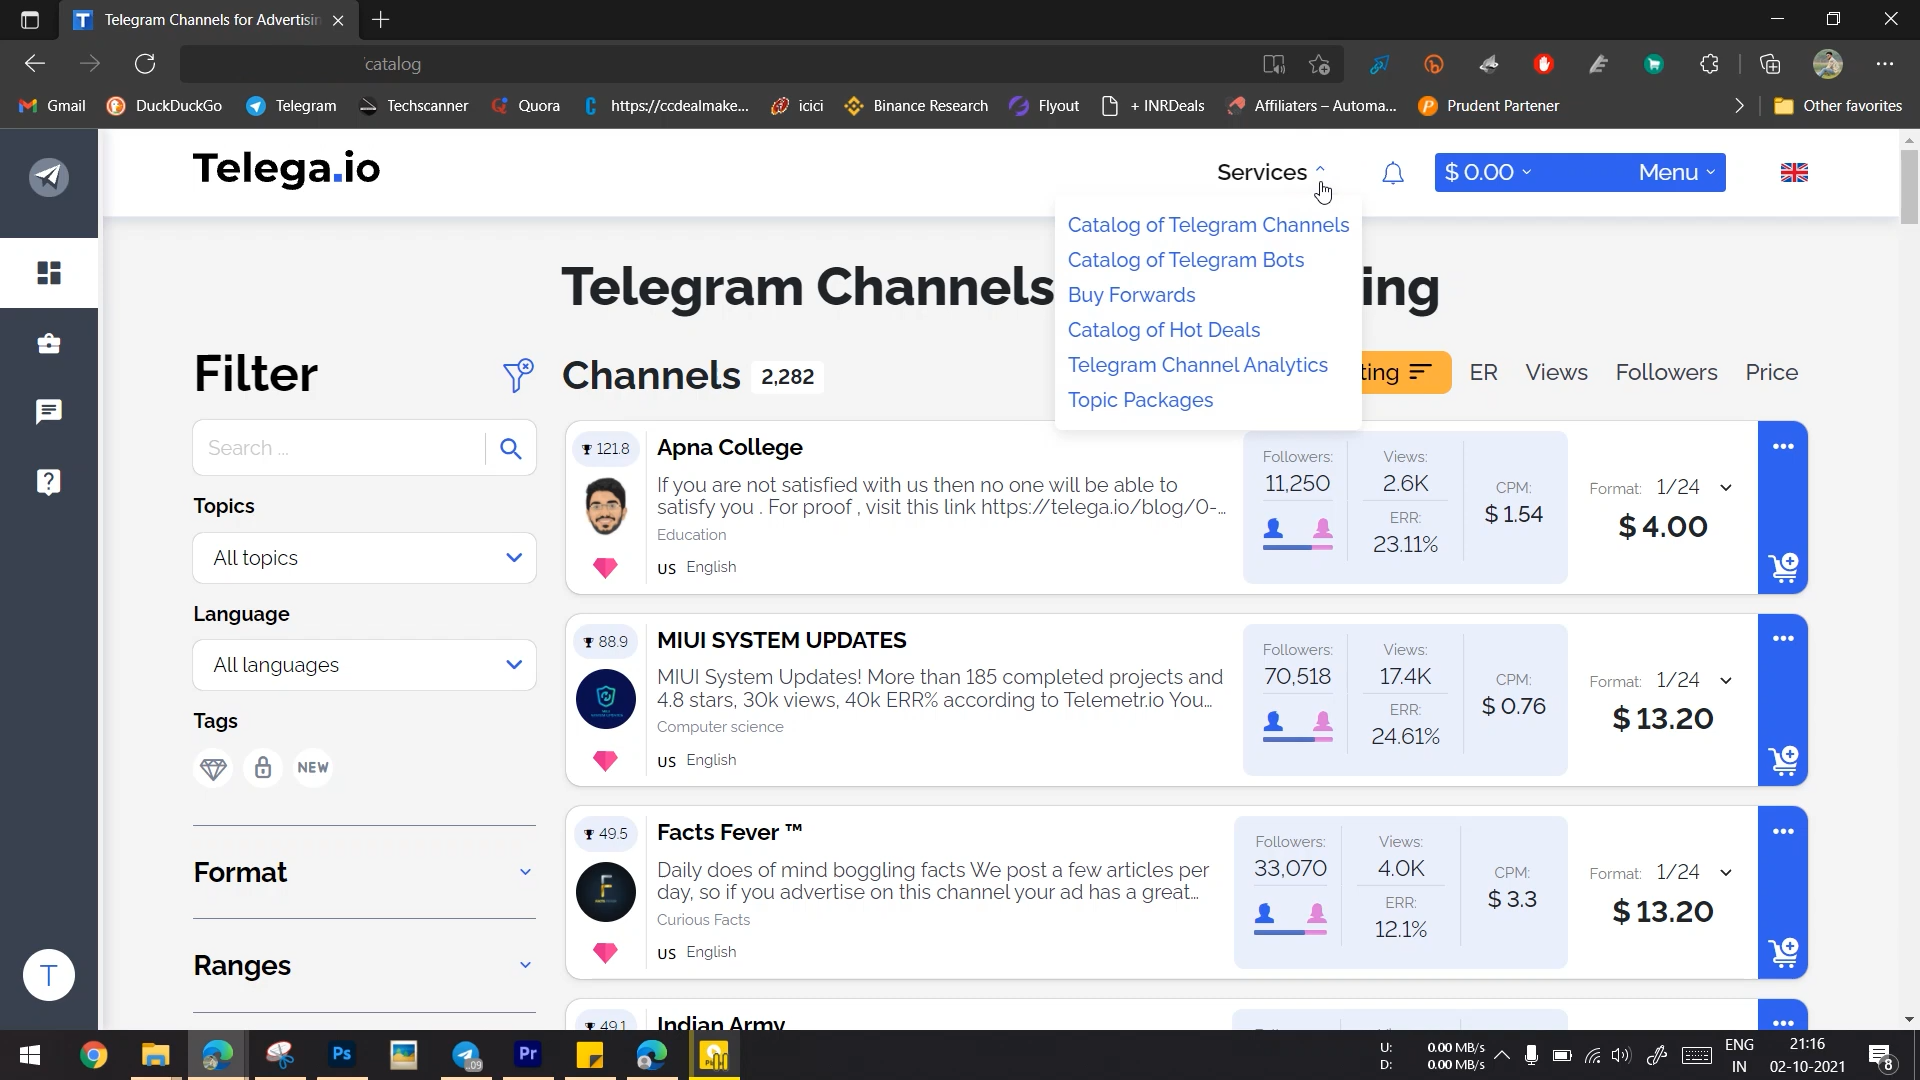 Telegram Channels for Advertisin
catalog
Gmail
DuckDuckGo
Telegram
Techscanner
Quora
https://ccdealmake...
icici
Binance Research
Flyout
+ INRDeals
Affiliaters – Automa...
Prudent Partener
Other favorites
Telega.io
Services
$ 0.00
Menu
Catalog of Telegram Channels
Catalog of Telegram Bots
Buy Forwards
Catalog of Hot Deals
Telegram Channel Analytics
Topic Packages
Telegram Channels
ing
Filter
Channels 2,282
ting
ER
Views
Followers
Price
Search ...
Topics
All topics
Language
All languages
Tags
NEW
Format
Ranges
T
121.8
Apna College
If you are not satisfied with us then no one will be able to
satisfy you . For proof , visit this link https://telega.io/blog/0-...
Education
US English
Followers:
11,250
Views:
2.6K
ERR:
23.11%
CPM:
$ 1.54
Format: 1/24
$ 4.00
88.9
MIUI SYSTEM UPDATES
MIUI System Updates! More than 185 completed projects and
4.8 stars, 30k views, 40k ERR% according to Telemetr.io You...
Computer science
US English
Followers:
70,518
Views:
17.4K
ERR:
24.61%
CPM:
$ 0.76
Format: 1/24
$ 13.20
49.5
Facts Fever ™
Daily does of mind boggling facts We post a few articles per
day, so if you advertise on this channel your ad has a great...
Curious Facts
US English
Followers:
33,070
Views:
4.0K
ERR:
12.1%
CPM:
$ 3.3
Format: 1/24
$ 13.20
49.1
Indian Army
Ps
Pr
U: 0.00 MB/s
D: 0.00 MB/s
ENG
IN
21:16
02-10-2021
8